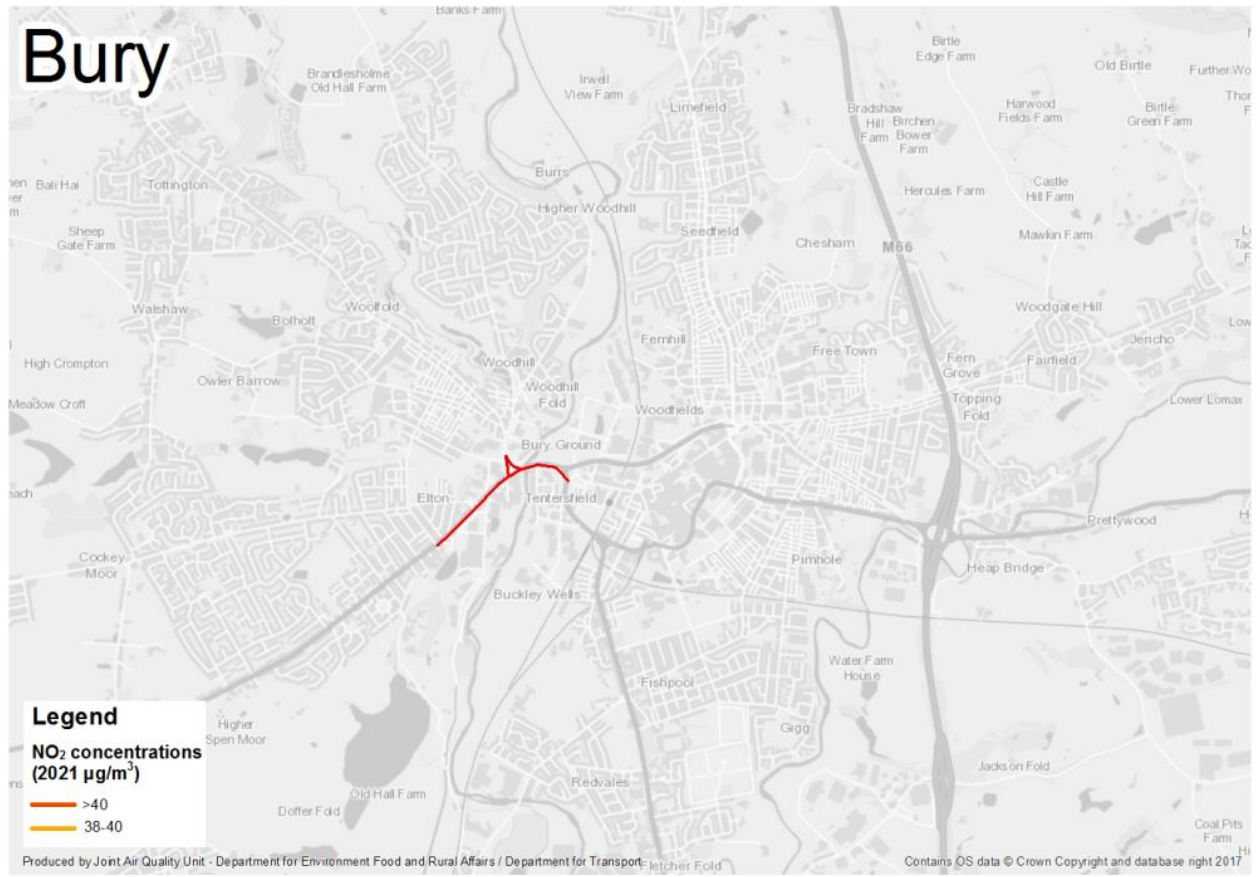 Bury
Banks Farm
Brandlesholme
Old Hall Farm
Irwell
View Farm
Limefield
Birtle
Edge Farm
Old Birtle
Bradshaw
Hill
Farm
Birchen
Bower
Farm
Harwood
Fields Farm
Birtle
Green Farm
Bali Hai
Tottington
Burrs
Higher Woodhill
Hercules Farm
Castle
Hill Farm
Sheep
Gate Farm
Seedfield
Chesham
M66
Mawkin Farm
Walshaw
Woolfold
Bolholt
Woodgate Hill
High Crompton
Woodhill
Fernhill
Free Town
Fern
Grove
Fairfield
Jericho
Owler Barrow
Woodhill
Fold
Topping
Fold
Lower Lomax
Meadow Croft
Woodfields
Bury Ground
Elton
Tentersfield
Prettywood
Cockey
Moor
Pimhole
Heap Bridge
Buckley Wells
Water Farm
House
Fishpool
Higher
Spen Moor
Gigg
Jackson Fold
Redvales
Old Hall Farm
Doffer Fold
Coal Pits
Farm
Fletcher Fold
Legend
NO₂ concentrations
(2021 µg/m³)
>40
38-40
Produced by Joint Air Quality Unit - Department for Environment Food and Rural Affairs / Department for Transport
Contains OS data © Crown Copyright and database right 2017